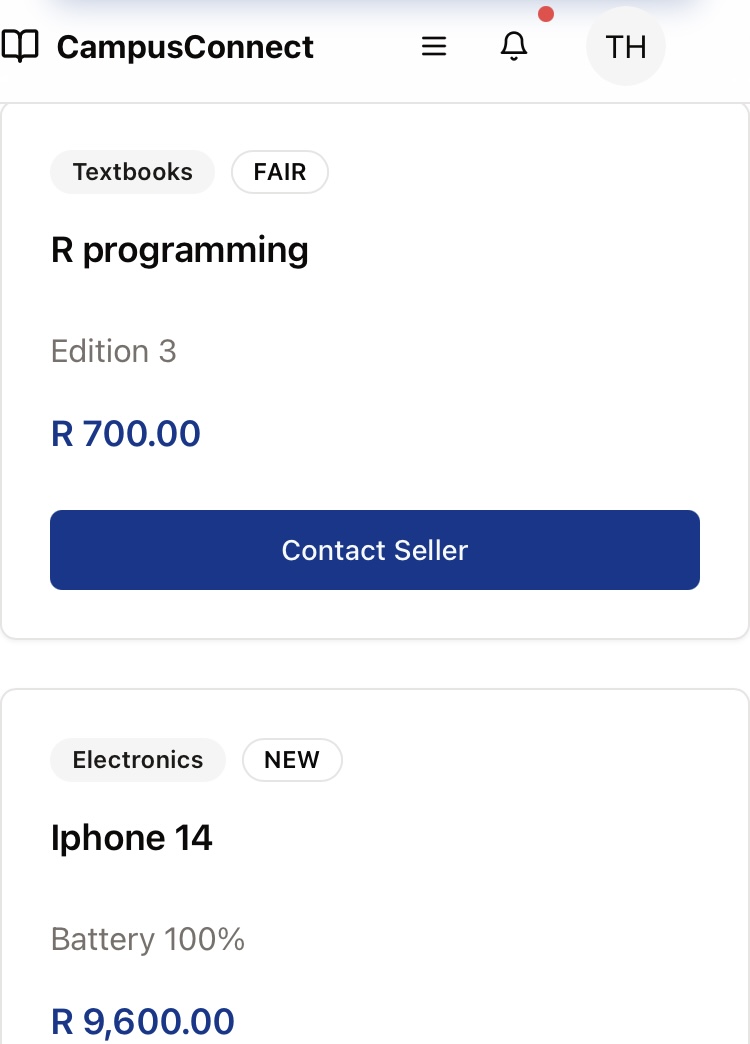 CampusConnect TH
Textbooks FAIR
R programming
Edition 3
R 700.00
Contact Seller
Electronics NEW
Iphone 14
Battery 100%
R 9,600.00